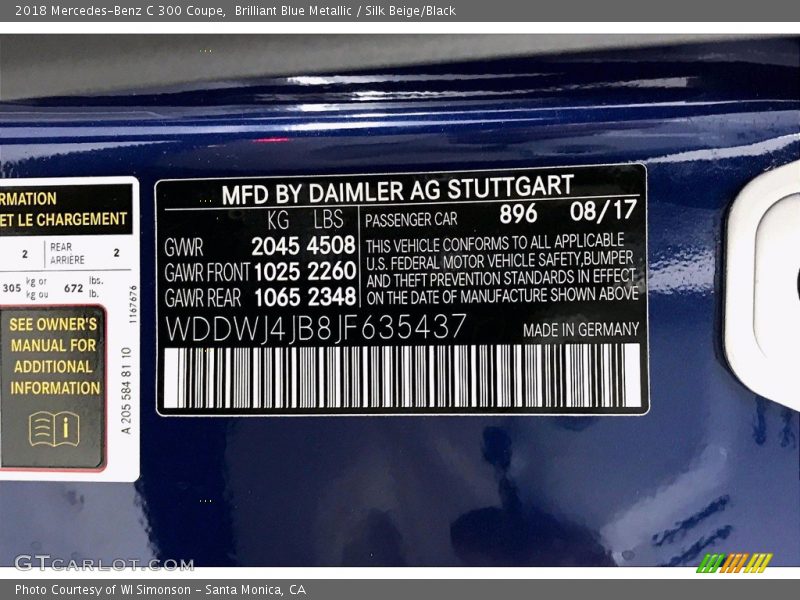 2018 Mercedes-Benz C 300 Coupe, Brilliant Blue Metallic / Silk Beige/Black
RMATION
ET LE CHARGEMENT
2 REAR ARRIÈRE 2
305 kg or kg ou 672 lbs. lb.
SEE OWNER'S
MANUAL FOR
ADDITIONAL
INFORMATION
1167676
A 205 584 81 10
MFD BY DAIMLER AG STUTTGART
KG LBS
GWR 2045 4508
GAWR FRONT 1025 2260
GAWR REAR 1065 2348
PASSENGER CAR 896 08/17
THIS VEHICLE CONFORMS TO ALL APPLICABLE
U.S. FEDERAL MOTOR VEHICLE SAFETY,BUMPER
AND THEFT PREVENTION STANDARDS IN EFFECT
ON THE DATE OF MANUFACTURE SHOWN ABOVE
WDDWJ4JB8JF635437
MADE IN GERMANY
GTCARLOT.COM
Photo Courtesy of WI Simonson - Santa Monica, CA